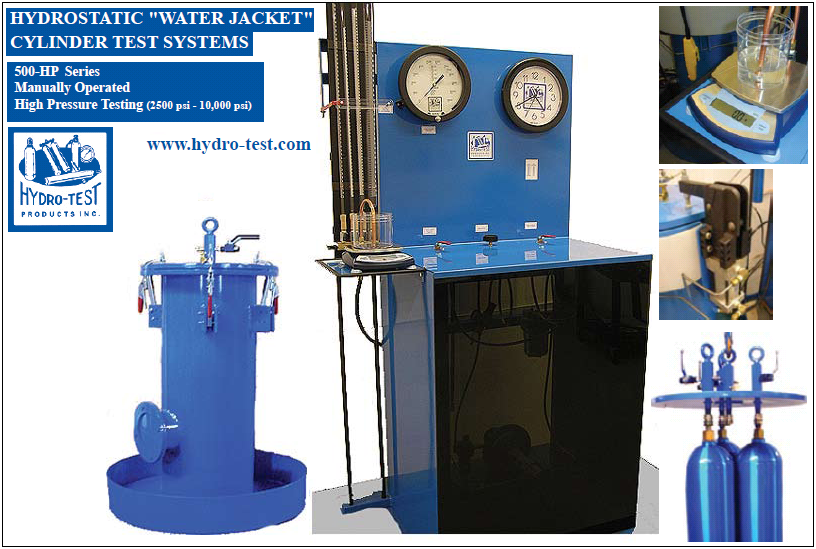 HYDROSTATIC "WATER JACKET"
CYLINDER TEST SYSTEMS
500-HP Series
Manually Operated
High Pressure Testing (2500 psi - 10,000 psi)
HYDRO-TEST
PRODUCTS INC.
www.hydro-test.com